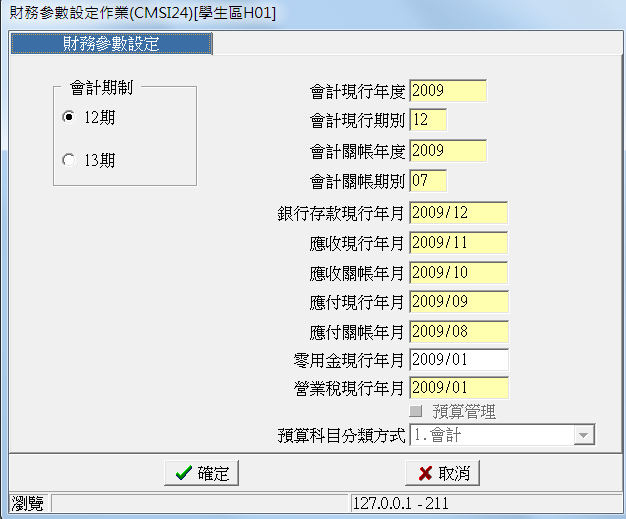 財務參數設定作業(CMSI24)[學生區H01]
財務參數設定
會計期制
12期
13期
會計現行年度 2009
會計現行期別 12
會計關帳年度 2009
會計關帳期別 07
銀行存款現行年月 2009/12
應收現行年月 2009/11
應收關帳年月 2009/10
應付現行年月 2009/09
應付關帳年月 2009/08
零用金現行年月 2009/01
營業稅現行年月 2009/01
預算管理
預算科目分類方式 1.會計
確定 取消
瀏覽 127.0.0.1 - 211